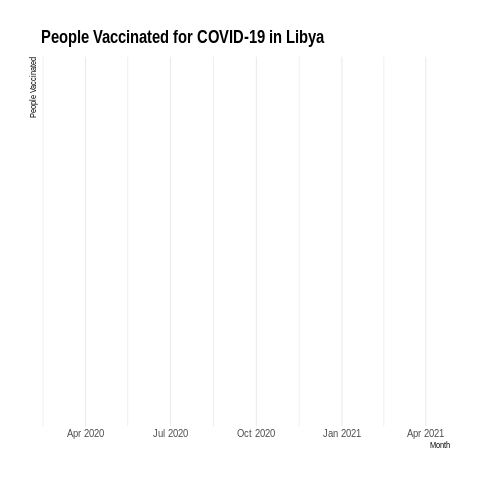 People Vaccinated for COVID-19 in Libya
People Vaccinated
Apr 2020
Jul 2020
Oct 2020
Jan 2021
Apr 2021
Month